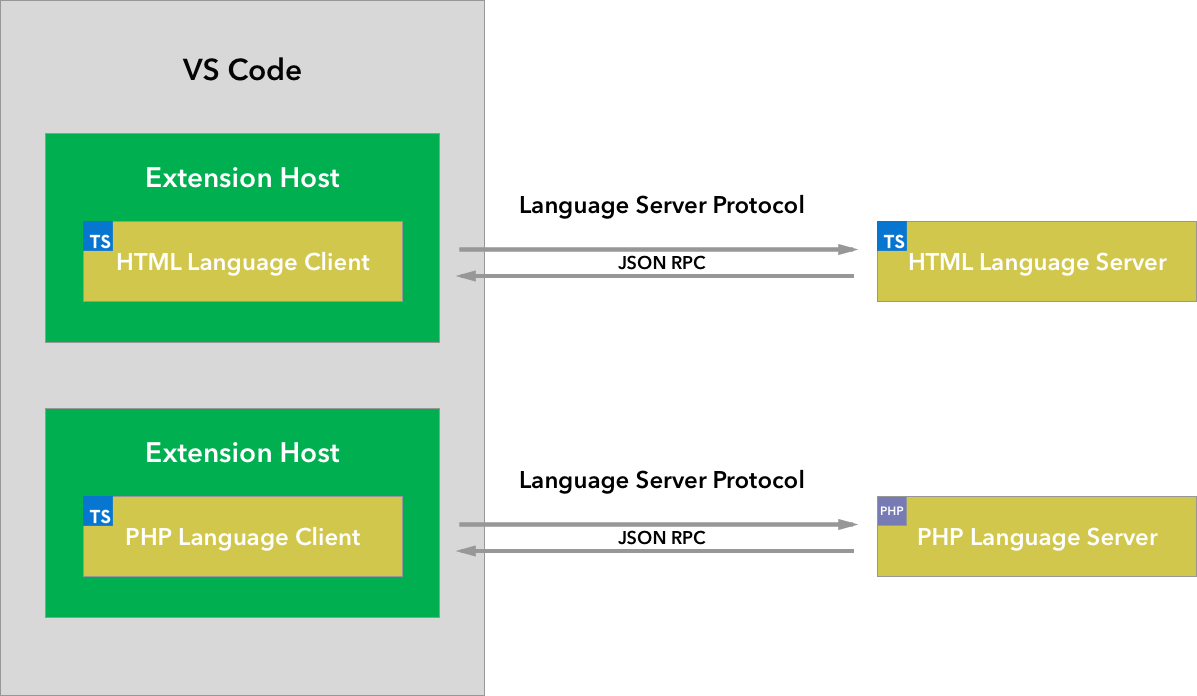 VS Code
Extension Host
TS
HTML Language Client
Language Server Protocol
JSON RPC
TS
HTML Language Server
Extension Host
TS
PHP Language Client
Language Server Protocol
JSON RPC
PHP
PHP Language Server